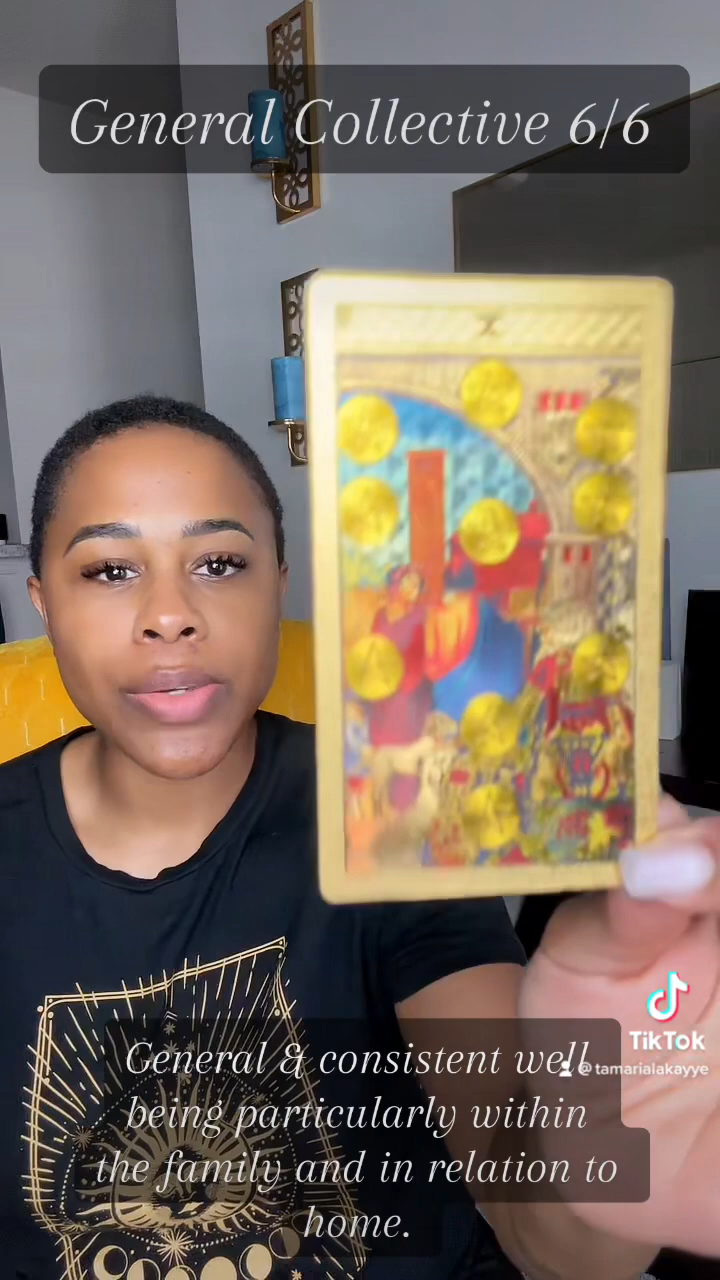 General Collective 6/6
X
TikTok
@tamarialakayye
General & consistent well
being particularly within
the family and in relation to
home.